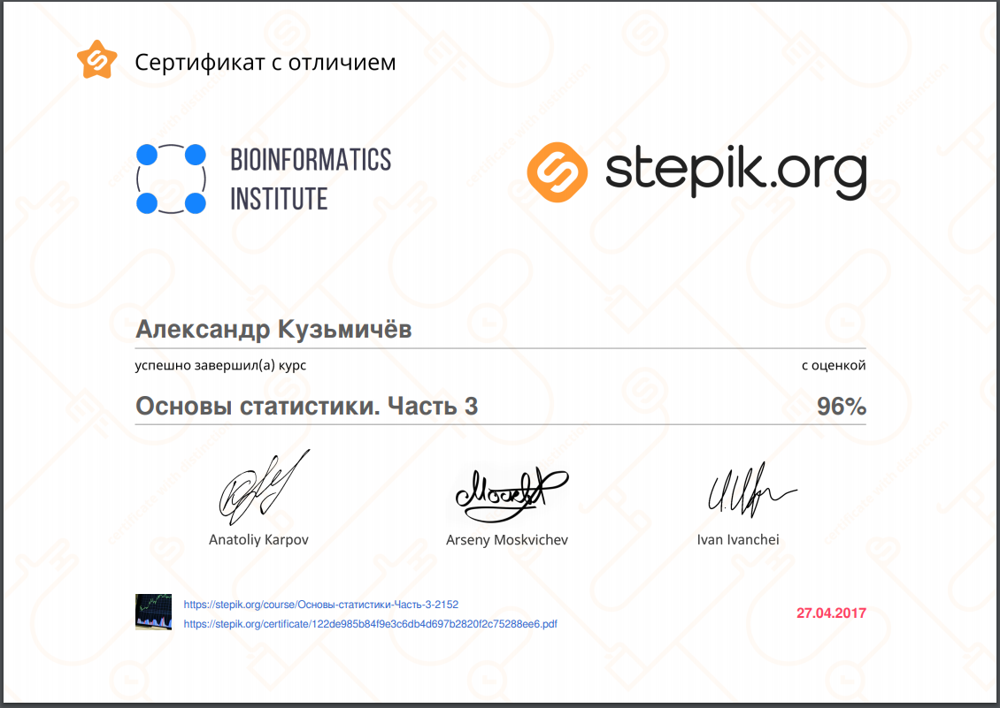 Сертификат с отличием
BIOINFORMATICS
INSTITUTE
stepik.org
Александр Кузьмичёв
успешно завершил(а) курс
с оценкой
Основы статистики. Часть 3
96%
Anatoliy Karpov
Arseny Moskvichev
Ivan Ivanchei
https://stepik.org/course/Основы-статистики-Часть-3-2152
https://stepik.org/certificate/122de985b84f9e3c6db4d697b2820f2c75288ee6.pdf
27.04.2017